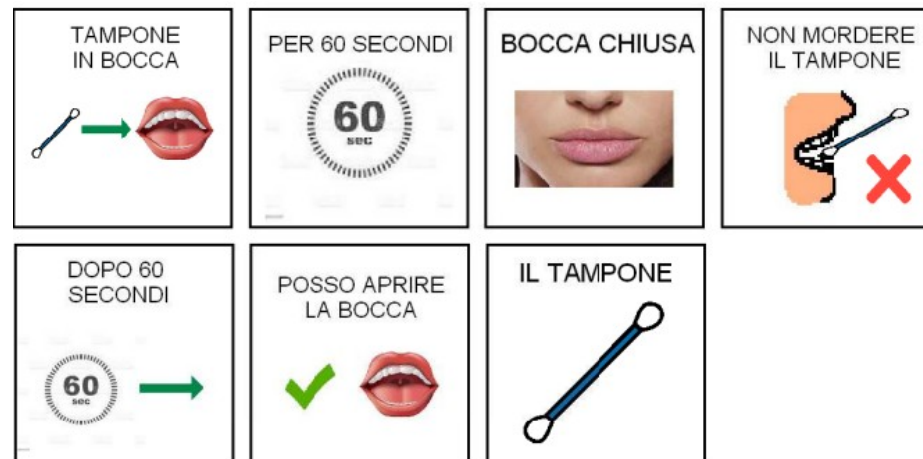 TAMPONE
IN BOCCA
PER 60 SECONDI
60
sec
BOCCA CHIUSA
NON MORDERE
IL TAMPONE
DOPO 60
SECONDI
60
sec
POSSO APRIRE
LA BOCCA
IL TAMPONE